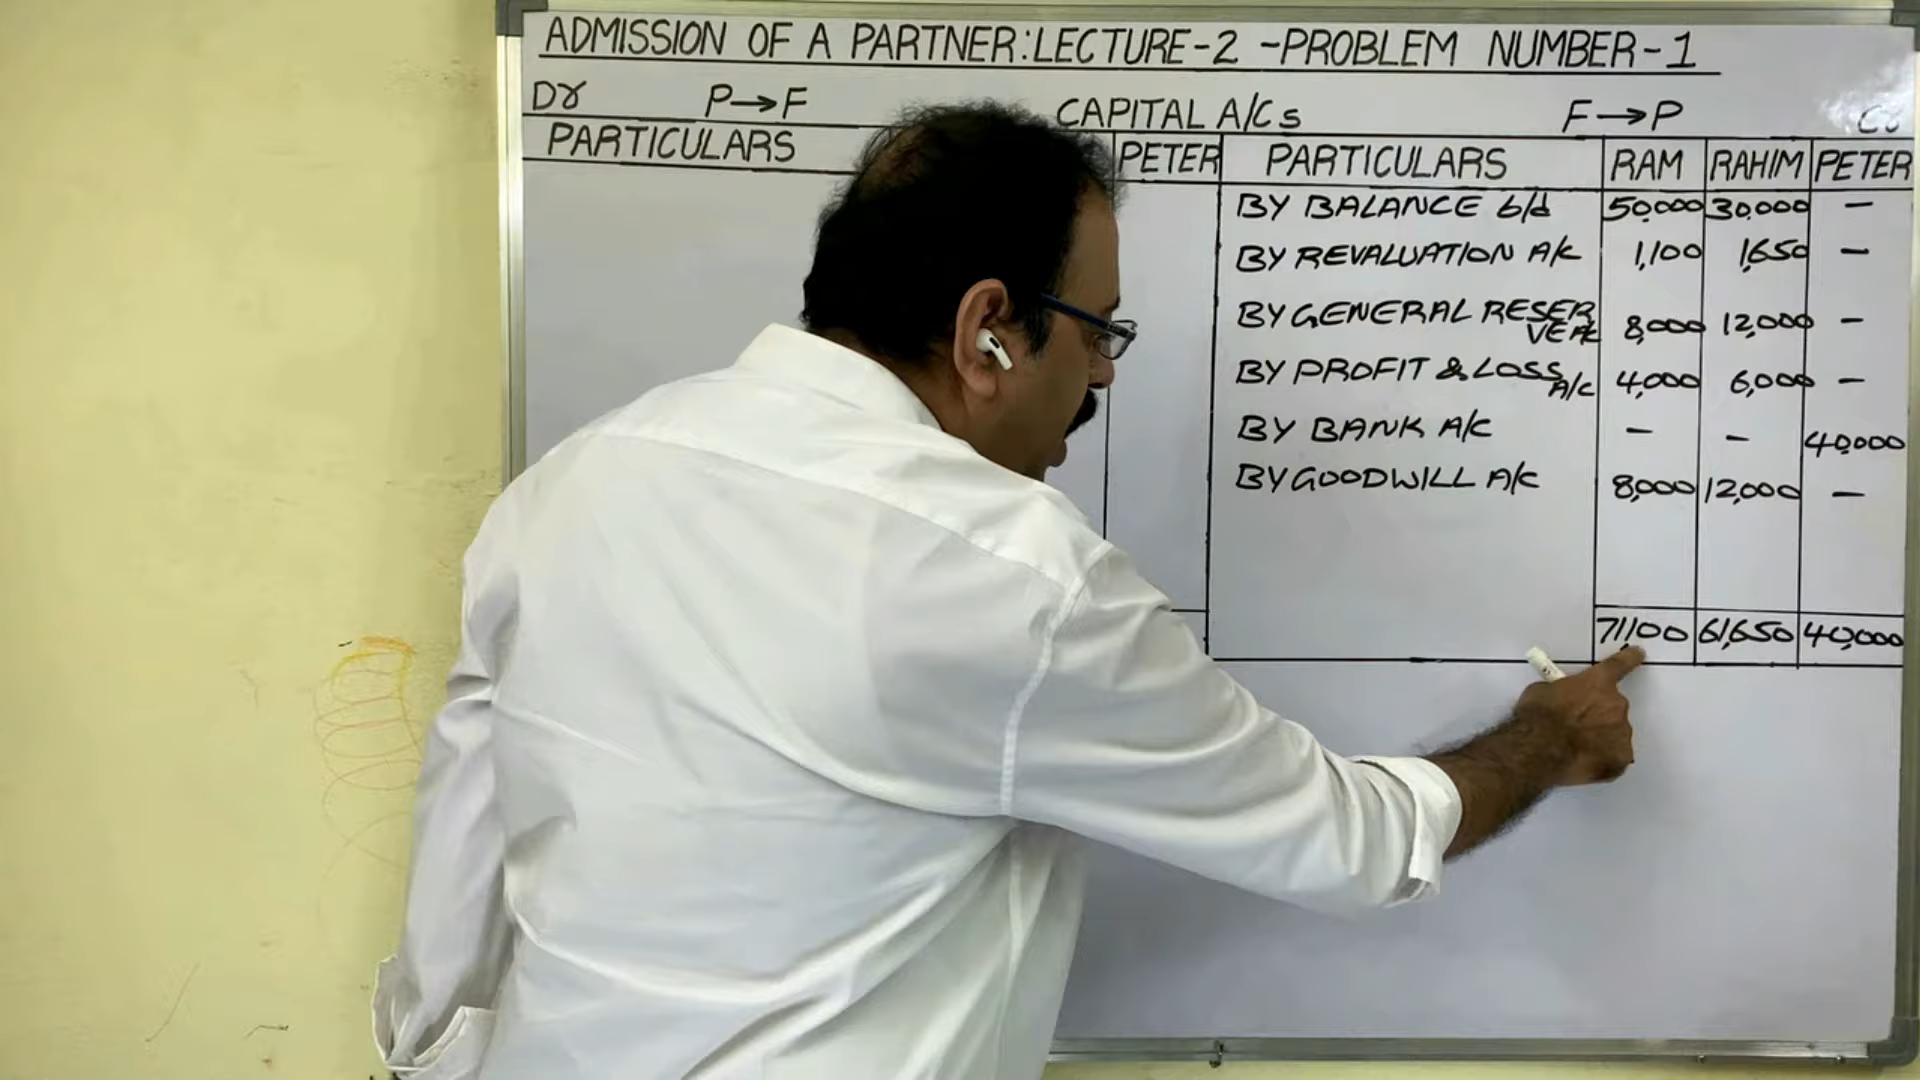 ADMISSION OF A PARTNER:LECTURE-2 -PROBLEM NUMBER-1
Dr P→F CAPITAL A/Cs F→P Cr
PARTICULARS PETER PARTICULARS RAM RAHIM PETER
BY BALANCE b/d 50,000 30,000 -
BY REVALUATION A/c 1,100 1,650 -
BY GENERAL RESER
VE A/c 8,000 12,000 -
BY PROFIT & LOSS
A/c 4,000 6,000 -
BY BANK A/c - - 40,000
BY GOODWILL A/c 8,000 12,000 -
71,100 61,650 40,000